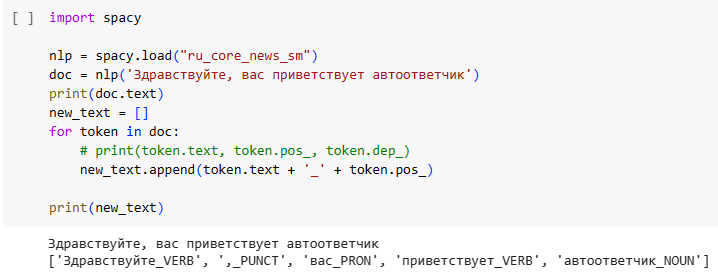 [ ] import spacy
nlp = spacy.load("ru_core_news_sm")
doc = nlp('Здравствуйте, вас приветствует автоответчик')
print(doc.text)
new_text = []
for token in doc:
    # print(token.text, token.pos_, token.dep_)
    new_text.append(token.text + '_' + token.pos_)
print(new_text)
Здравствуйте, вас приветствует автоответчик
['Здравствуйте_VERB', ',_PUNCT', 'вас_PRON', 'приветствует_VERB', 'автоответчик_NOUN']